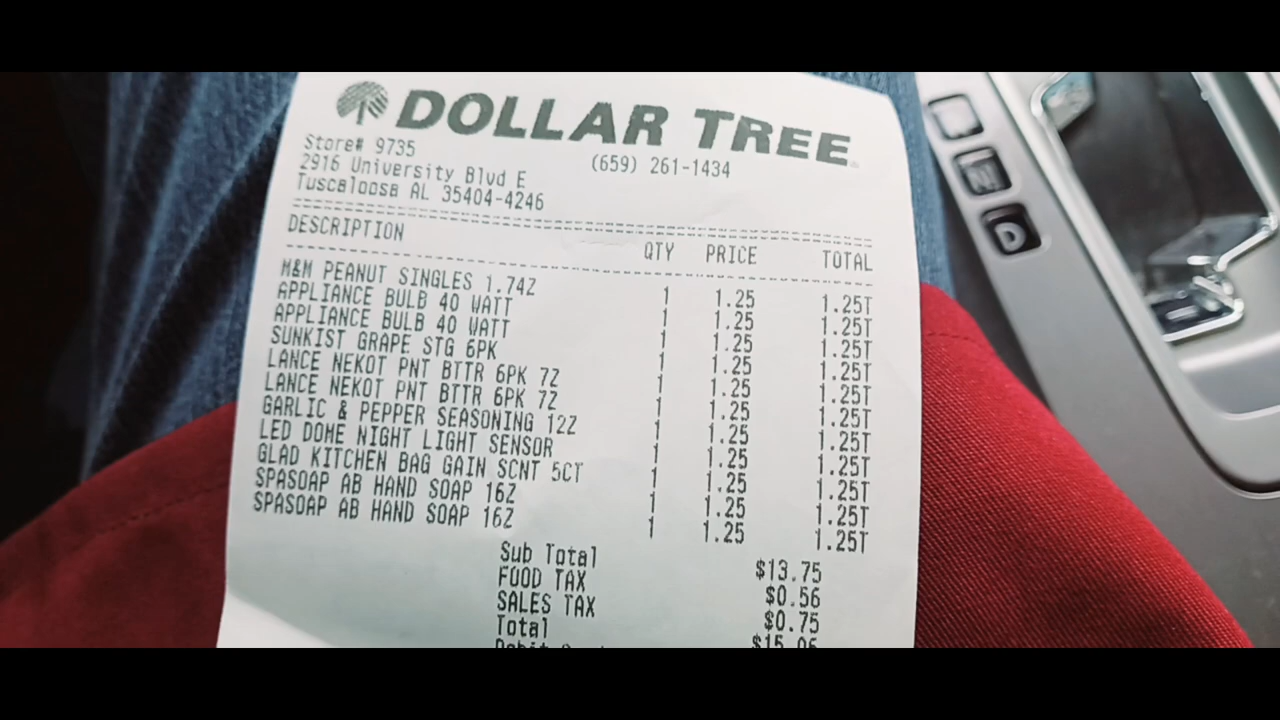 DOLLAR TREE
Store# 9735 (659) 261-1434
2916 University Blvd E
Tuscaloosa AL 35404-4246
DESCRIPTION QTY PRICE TOTAL
M&M PEANUT SINGLES 1.74Z 1 1.25 1.25T
APPLIANCE BULB 40 WATT 1 1.25 1.25T
APPLIANCE BULB 40 WATT 1 1.25 1.25T
SUNKIST GRAPE STG 6PK 1 1.25 1.25T
LANCE NEKOT PNT BTTR 6PK 7Z 1 1.25 1.25T
LANCE NEKOT PNT BTTR 6PK 7Z 1 1.25 1.25T
GARLIC & PEPPER SEASONING 12Z 1 1.25 1.25T
LED DOME NIGHT LIGHT SENSOR 1 1.25 1.25T
GLAD KITCHEN BAG GAIN SCNT 5CT 1 1.25 1.25T
SPASOAP AB HAND SOAP 16Z 1 1.25 1.25T
SPASOAP AB HAND SOAP 16Z 1 1.25 1.25T
Sub Total $13.75
FOOD TAX $0.56
SALES TAX $0.75
Total $15.06
R
N
D